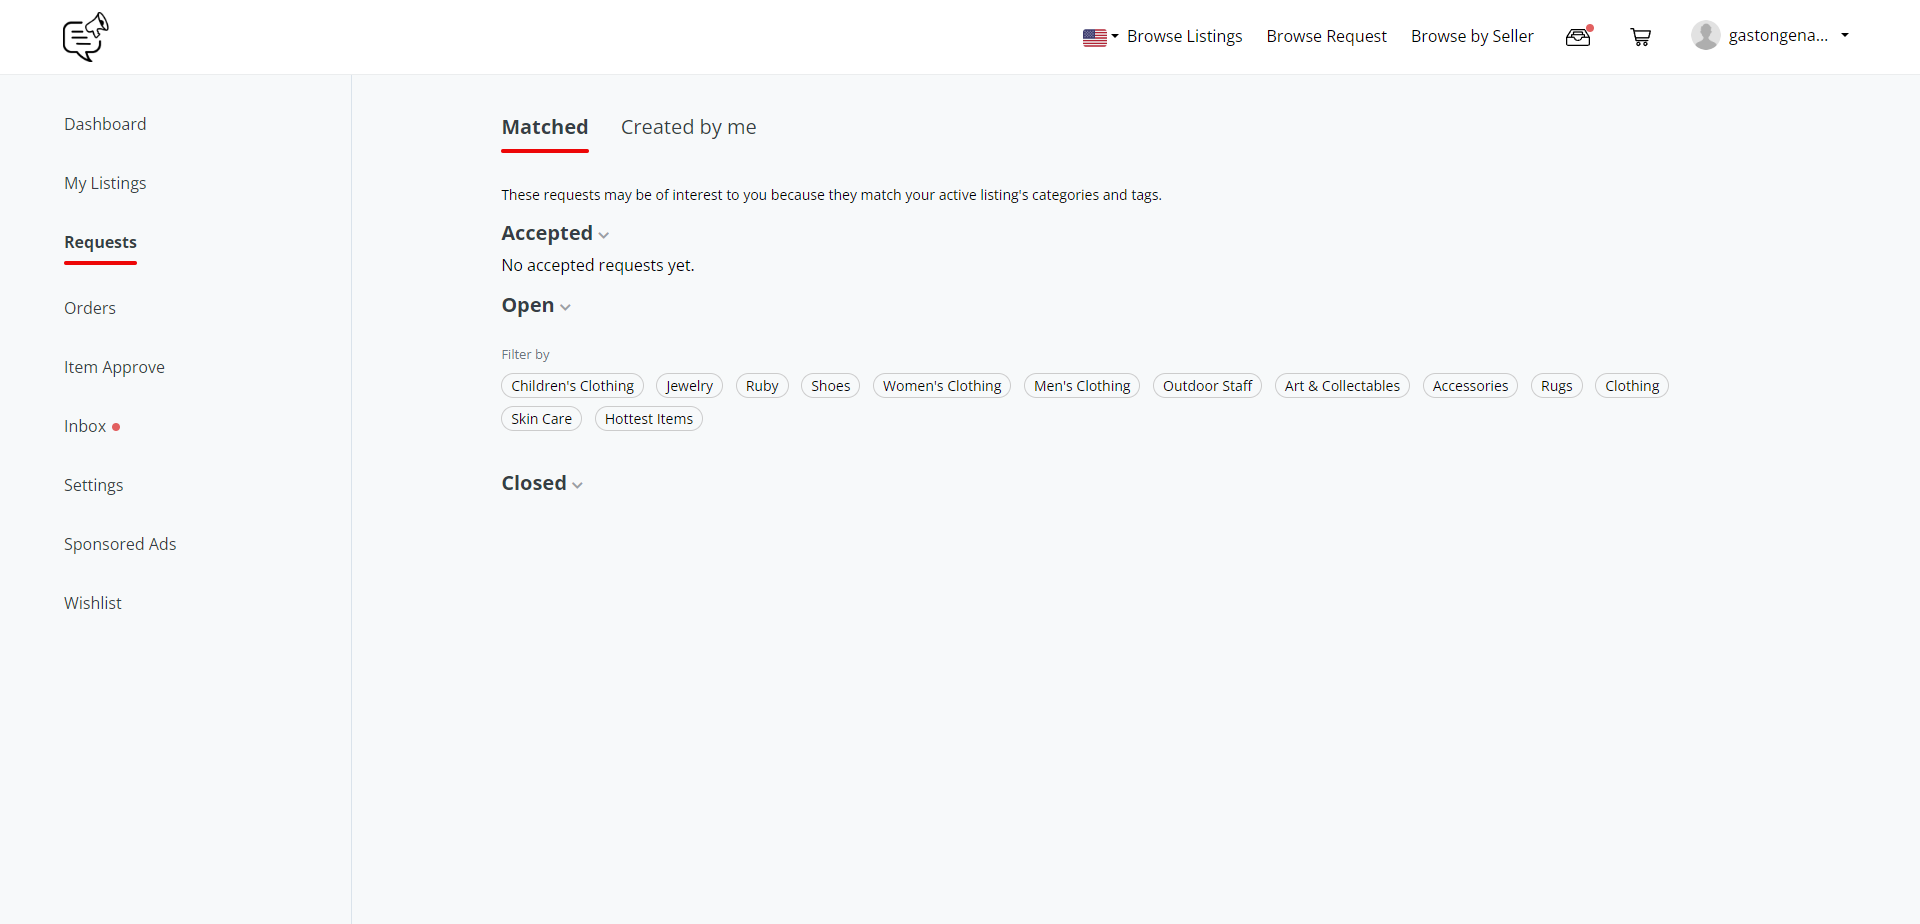 Browse Listings Browse Request Browse by Seller gastongena...
Dashboard
My Listings
Requests
Orders
Item Approve
Inbox
Settings
Sponsored Ads
Wishlist
Matched Created by me
These requests may be of interest to you because they match your active listing's categories and tags.
Accepted
No accepted requests yet.
Open
Filter by
Children's Clothing Jewelry Ruby Shoes Women's Clothing Men's Clothing Outdoor Staff Art & Collectables Accessories Rugs Clothing
Skin Care Hottest Items
Closed